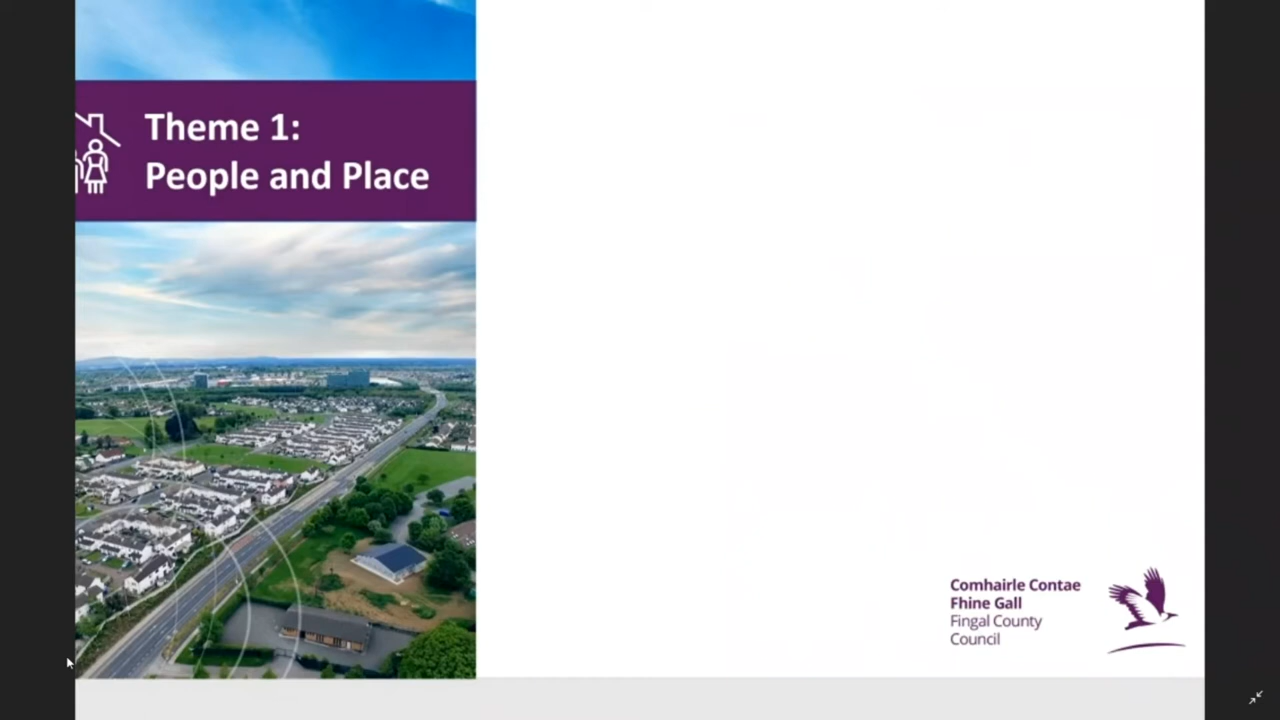 Theme 1:
People and Place
Comhairle Contae
Fhine Gall
Fingal County
Council